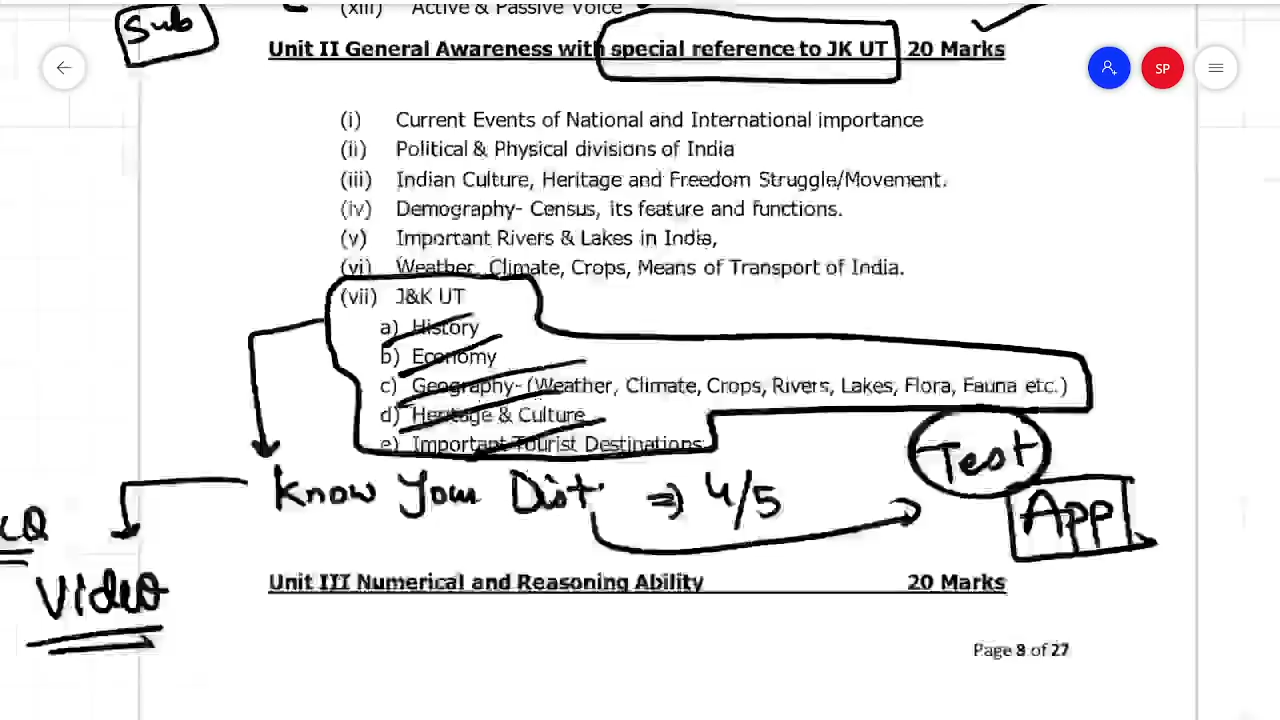 (xiii) Active & Passive Voice
Sub
Unit II General Awareness with special reference to JK UT 20 Marks
SP
(i) Current Events of National and International importance
(ii) Political & Physical divisions of India
(iii) Indian Culture, Heritage and Freedom Struggle/Movement.
(iv) Demography- Census, its feature and functions.
(v) Important Rivers & Lakes in India,
(vi) Weather, Climate, Crops, Means of Transport of India.
(vii) J&K UT
a) History
b) Economy
c) Geography- (Weather, Climate, Crops, Rivers, Lakes, Flora, Fauna etc.)
d) Heritage & Culture
e) Important Tourist Destinations
Test
Know Your Dist. ⇒ 4/5
App
Video
Unit III Numerical and Reasoning Ability 20 Marks
Page 8 of 27